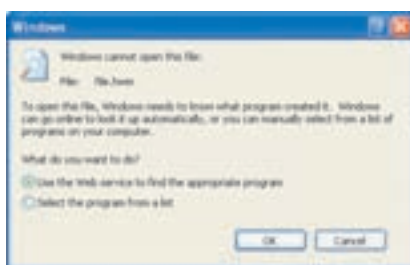 Windows
Windows cannot open this file:
File:
To open this file, Windows needs to know what program created it. Windows
can go online to look it up automatically, or you can manually select from a list of
programs on your computer.
What do you want to do?
Use the Web service to find the appropriate program
Select the program from a list
OK
Cancel